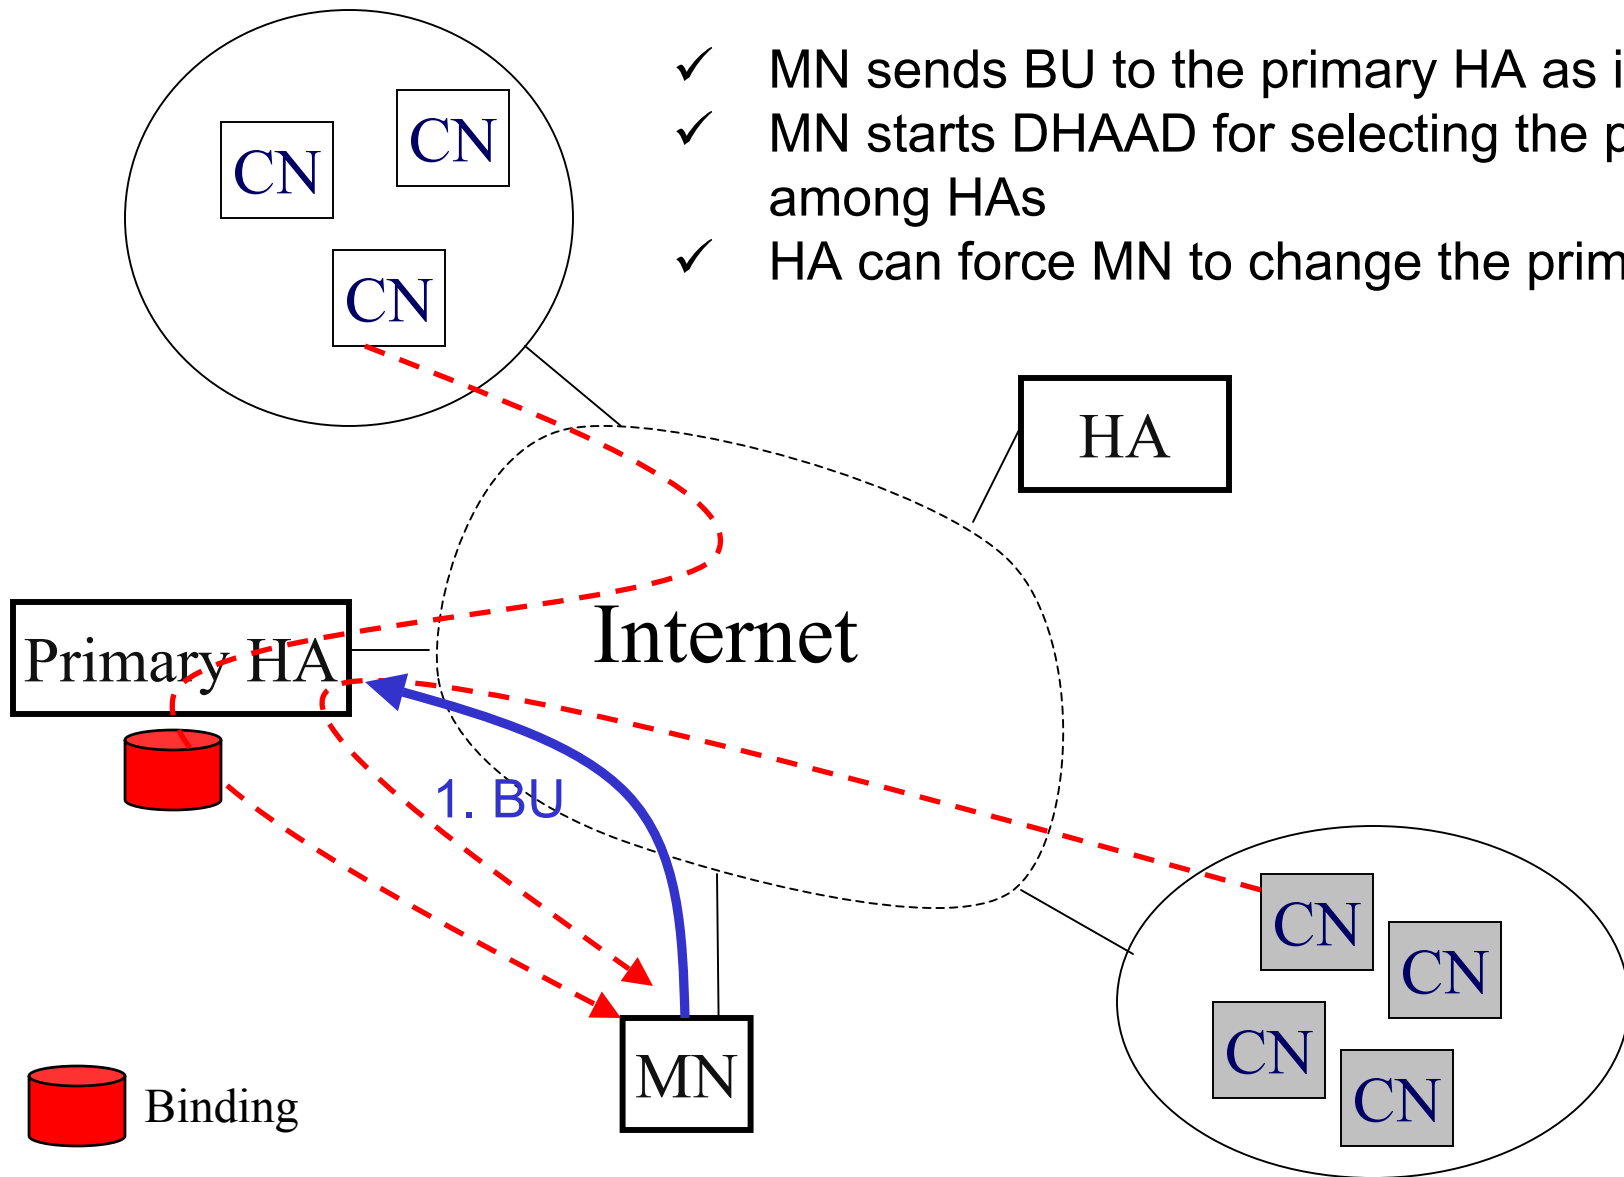 ✓ MN sends BU to the primary HA as i
✓ MN starts DHAAD for selecting the p
among HAs
✓ HA can force MN to change the prim
CN
CN
CN
HA
Internet
Primary HA
1. BU
CN
CN
CN
CN
MN
Binding